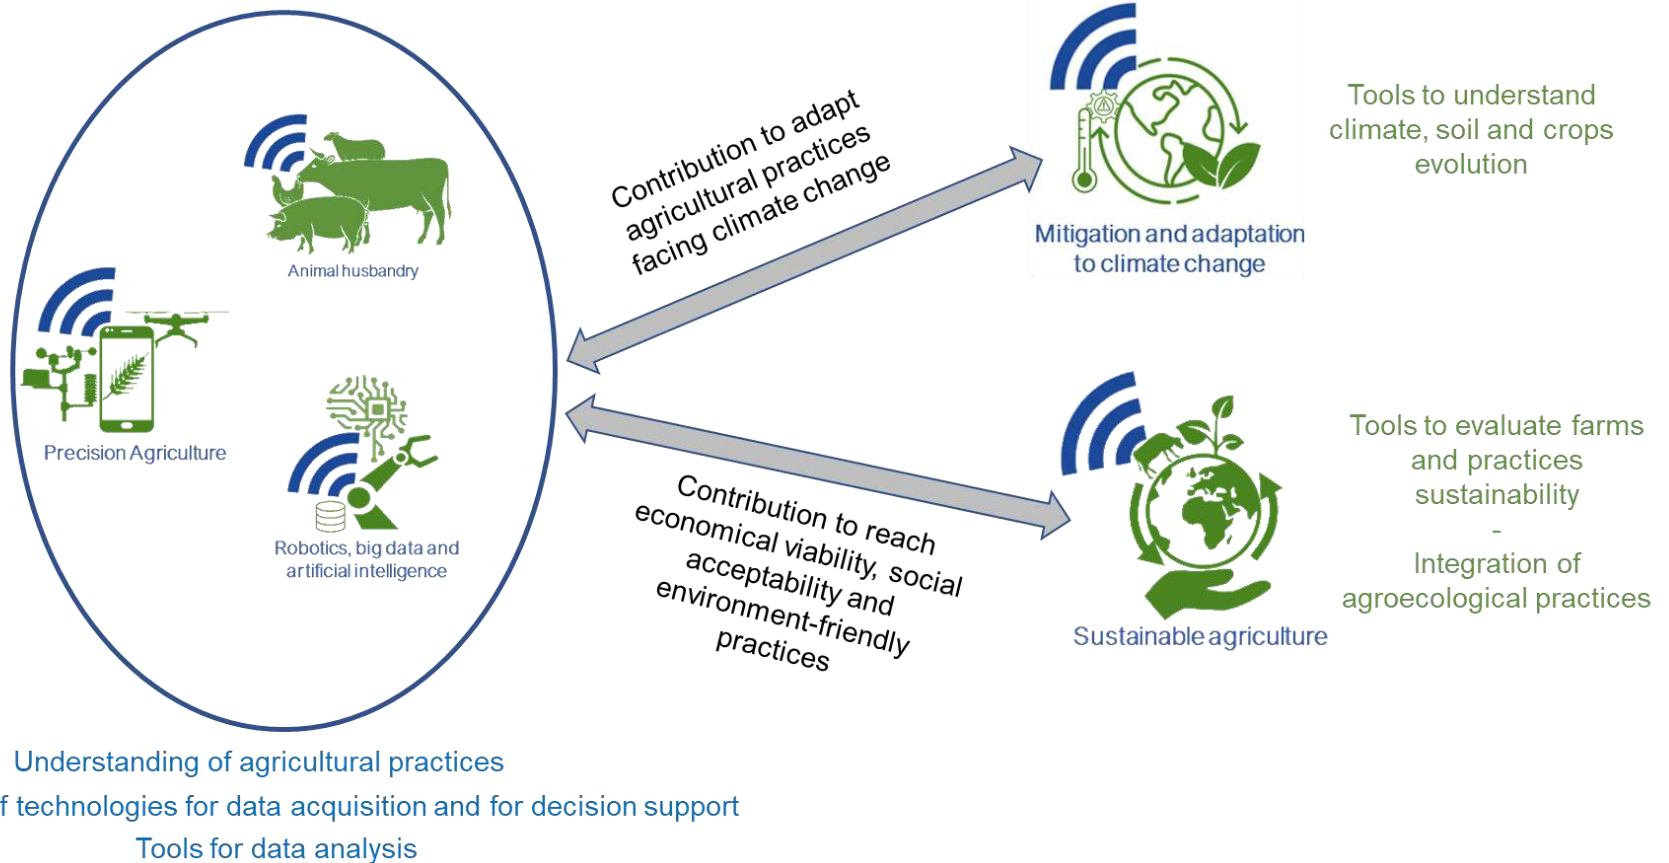 Animal husbandry
Precision Agriculture
Robotics, big data and
artificial intelligence
Contribution to adapt
agricultural practices
facing climate change
Contribution to reach
economical viability, social
acceptability and
environment-friendly
practices
Mitigation and adaptation
to climate change
Tools to understand
climate, soil and crops
evolution
Sustainable agriculture
Tools to evaluate farms
and practices
sustainability
-
Integration of
agroecological practices
Understanding of agricultural practices
f technologies for data acquisition and for decision support
Tools for data analysis